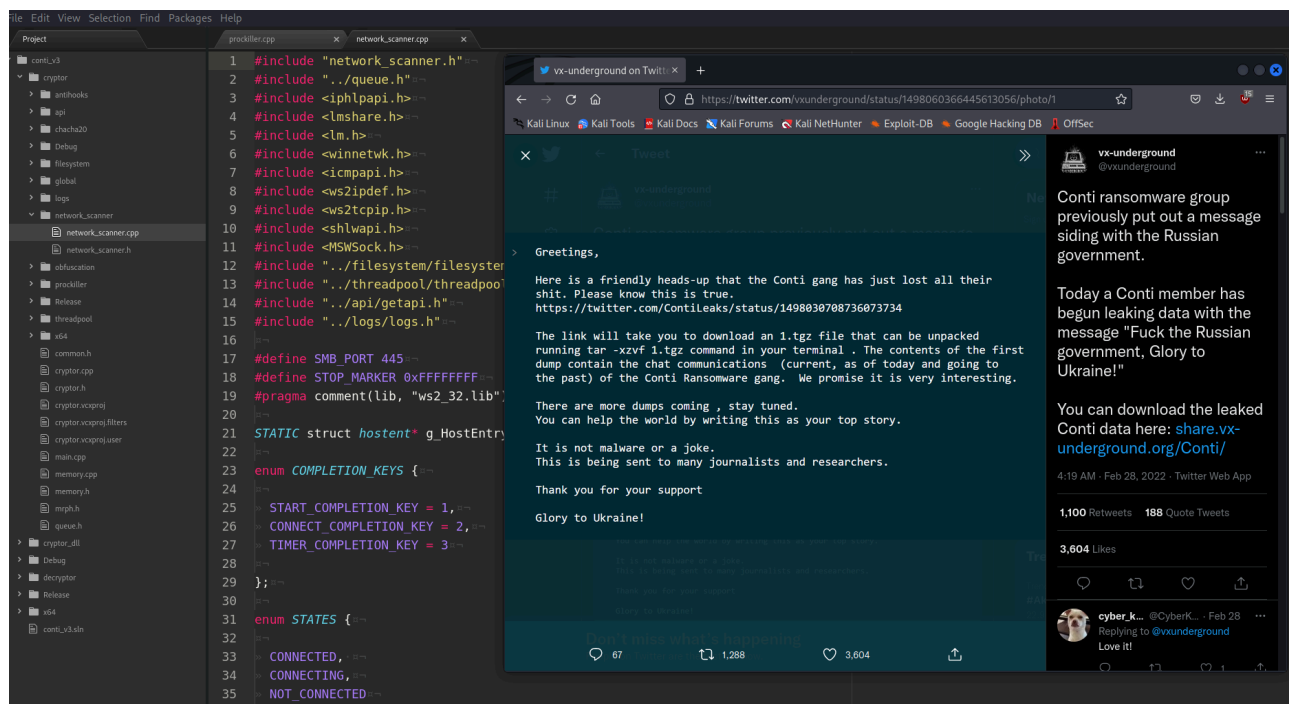 File Edit View Selection Find Packages Help
Project
conti_v3
cryptor
antihooks
api
chacha20
Debug
filesystem
global
logs
network_scanner
network_scanner.cpp
network_scanner.h
obfuscation
prockiller
Release
threadpool
x64
common.h
cryptor.cpp
cryptor.h
cryptor.vcxproj
cryptor.vcxproj.filters
cryptor.vcxproj.user
main.cpp
memory.cpp
memory.h
mrph.h
queue.h
cryptor_dll
Debug
decryptor
Release
x64
conti_v3.sln
prockiller.cpp × network_scanner.cpp ×
1 #include "network_scanner.h"
2 #include "../queue.h"
3 #include <iphlpapi.h>
4 #include <lmshare.h>
5 #include <lm.h>
6 #include <winnetwk.h>
7 #include <icmpapi.h>
8 #include <ws2ipdef.h>
9 #include <ws2tcpip.h>
10 #include <shlwapi.h>
11 #include <MSWSock.h>
12 #include "../filesystem/filesyster
13 #include "../threadpool/threadpool
14 #include "../api/getapi.h"
15 #include "../logs/logs.h"
16
17 #define SMB_PORT 445
18 #define STOP_MARKER 0xFFFFFFFF
19 #pragma comment(lib, "ws2_32.lib"
20
21 STATIC struct hostent* g_HostEntry
22
23 enum COMPLETION_KEYS {
24
25 START_COMPLETION_KEY = 1,
26 CONNECT_COMPLETION_KEY = 2,
27 TIMER_COMPLETION_KEY = 3
28
29 };
30
31 enum STATES {
32
33 CONNECTED,
34 CONNECTING,
35 NOT_CONNECTED
vx-underground on Twitt × +
https://twitter.com/vxunderground/status/1498060366445613056/photo/1
15
Kali Linux Kali Tools Kali Docs Kali Forums Kali NetHunter Exploit-DB Google Hacking DB OffSec
Tweet
vx-underground
Greetings,
Here is a friendly heads-up that the Conti gang has just lost all their
shit. Please know this is true.
https://twitter.com/ContiLeaks/status/1498030708736073734
The link will take you to download an 1.tgz file that can be unpacked
running tar -xzvf 1.tgz command in your terminal . The contents of the first
dump contain the chat communications (current, as of today and going to
the past) of the Conti Ransomware gang. We promise it is very interesting.
There are more dumps coming , stay tuned.
You can help the world by writing this as your top story.
It is not malware or a joke.
This is being sent to many journalists and researchers.
Thank you for your support
Glory to Ukraine!
Don't miss what's happening
67 1,288 3,604
vx-underground
@vxunderground
Conti ransomware group
previously put out a message
siding with the Russian
government.
Today a Conti member has
begun leaking data with the
message "Fuck the Russian
government, Glory to
Ukraine!"
You can download the leaked
Conti data here: share.vx-
underground.org/Conti/
4:19 AM · Feb 28, 2022 · Twitter Web App
1,100 Retweets 188 Quote Tweets
3,604 Likes
cyber_k... @CyberK... · Feb 28
Replying to @vxunderground
Love it!
1